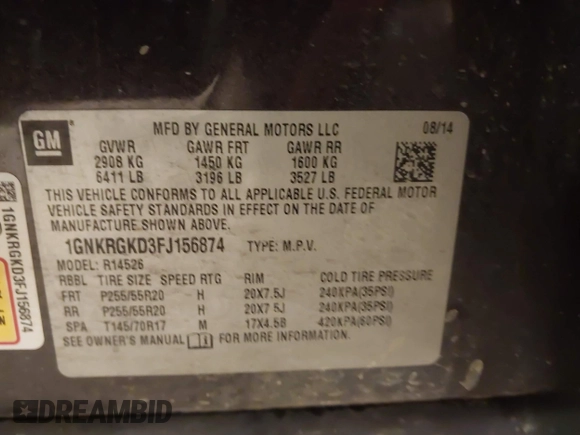 GM
MFD BY GENERAL MOTORS LLC 08/14
GVWR GAWR FRT GAWR RR
2908 KG 1450 KG 1600 KG
6411 LB 3196 LB 3527 LB
THIS VEHICLE CONFORMS TO ALL APPLICABLE U.S. FEDERAL MOTOR
VEHICLE SAFETY STANDARDS IN EFFECT ON THE DATE OF
MANUFACTURE SHOWN ABOVE.
1GNKRGKD3FJ156874 TYPE: M.P.V.
MODEL: R14526
RBBL TIRE SIZE SPEED RTG RIM COLD TIRE PRESSURE
FRT P255/55R20 H 20X7.5J 240KPA(35PSI)
RR P255/55R20 H 20X7.5J 240KPA(35PSI)
SPA T145/70R17 M 17X4.5B 420KPA(60PSI)
SEE OWNER'S MANUAL FOR MORE INFORMATION.
1GNKRGKD3FJ156874
DREAMBID